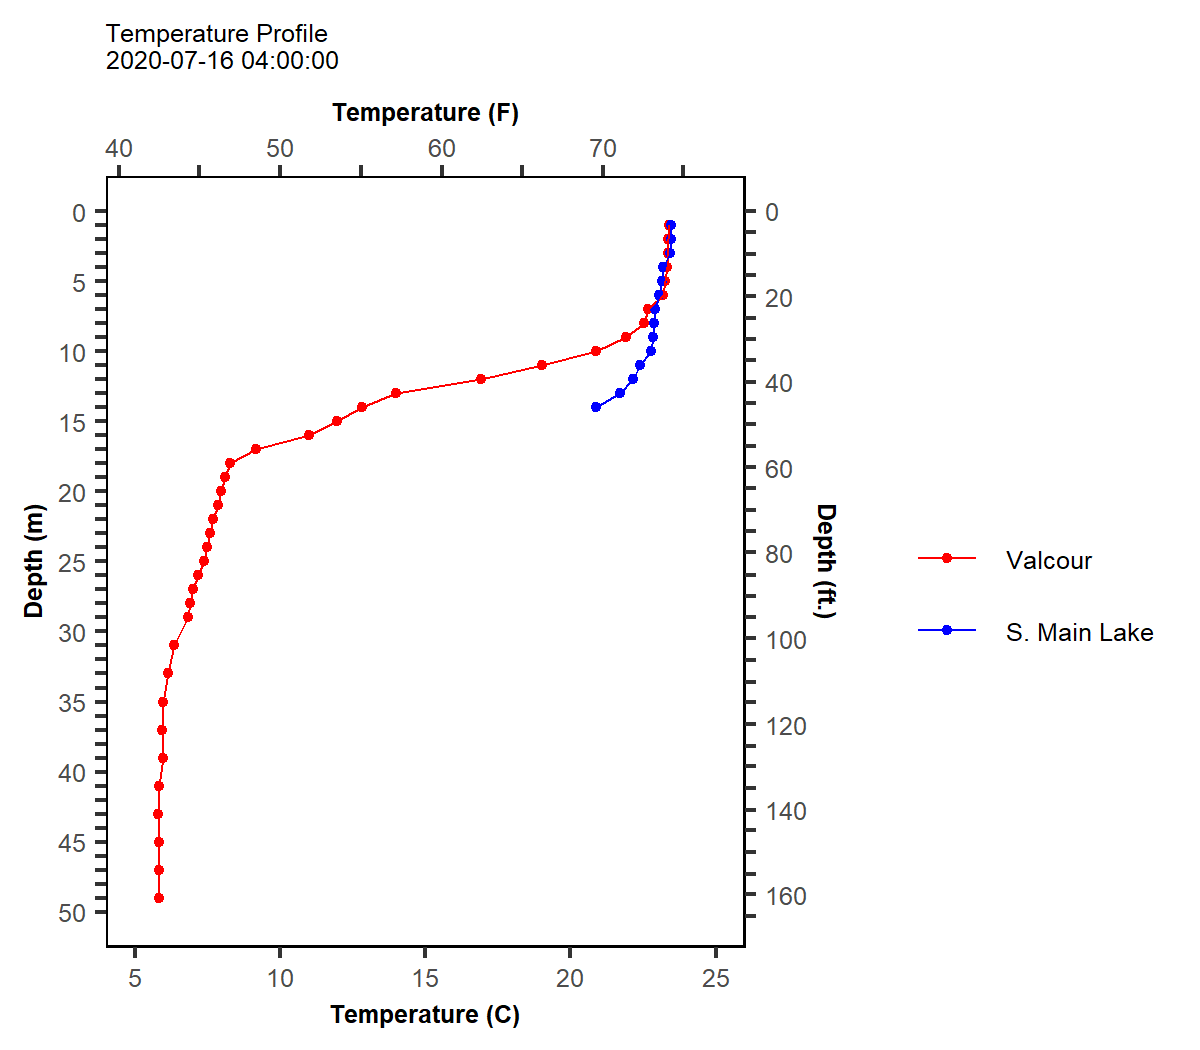 Temperature Profile
2020-07-16 04:00:00
Temperature (F)
40 50 60 70
0
5
10
15
20
25
30
35
40
45
50
Depth (m)
0
20
40
60
80
100
120
140
160
Depth (ft.)
5 10 15 20 25
Temperature (C)
Valcour
S. Main Lake